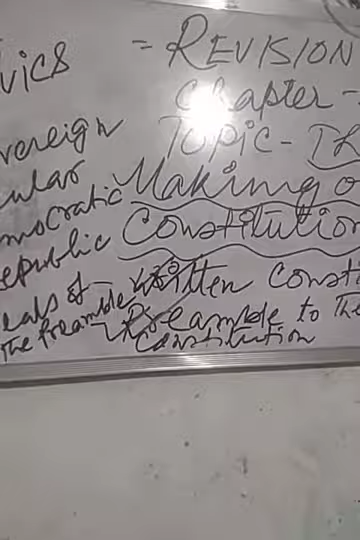 vics = REVISION
Chapter -
vereign Topic - Th
ular Making o
mocratic Constitution
epublic
eals of - written Consti
The Preamble Preamble to The
Constitution